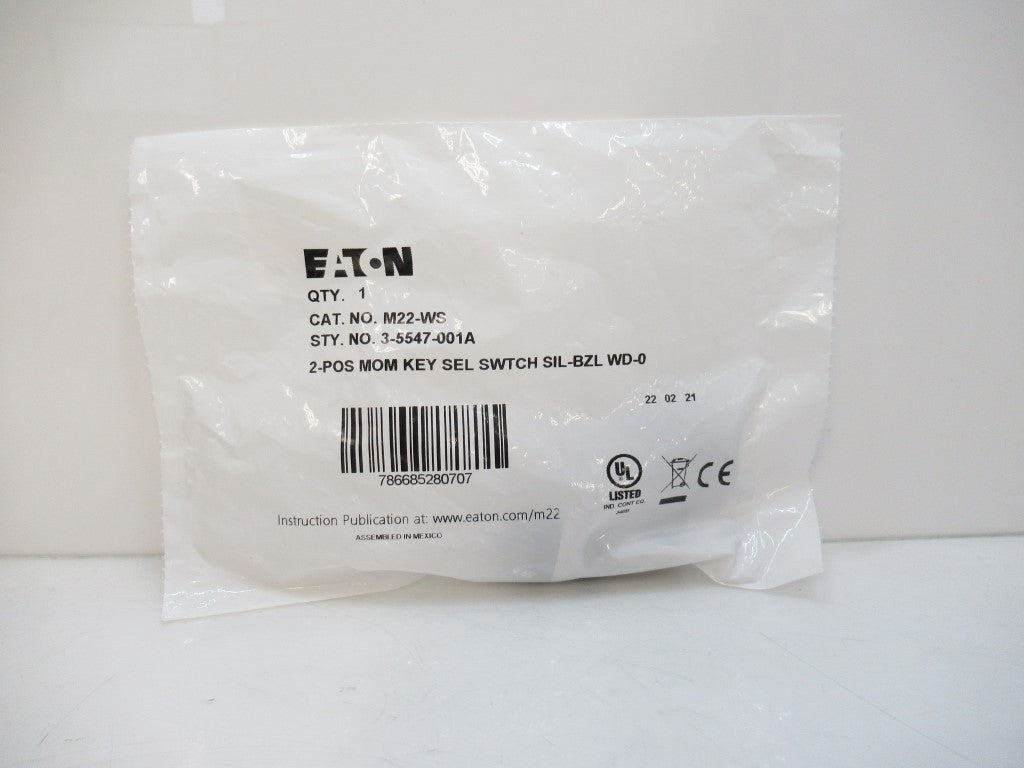 EATON
QTY. 1
CAT. NO. M22-WS
STY. NO. 3-5547-001A
2-POS MOM KEY SEL SWTCH SIL-BZL WD-0
22 02 21
786685280707
UL
LISTED
IND. CONT EQ.
CE
Instruction Publication at: www.eaton.com/m22
ASSEMBLED IN MEXICO